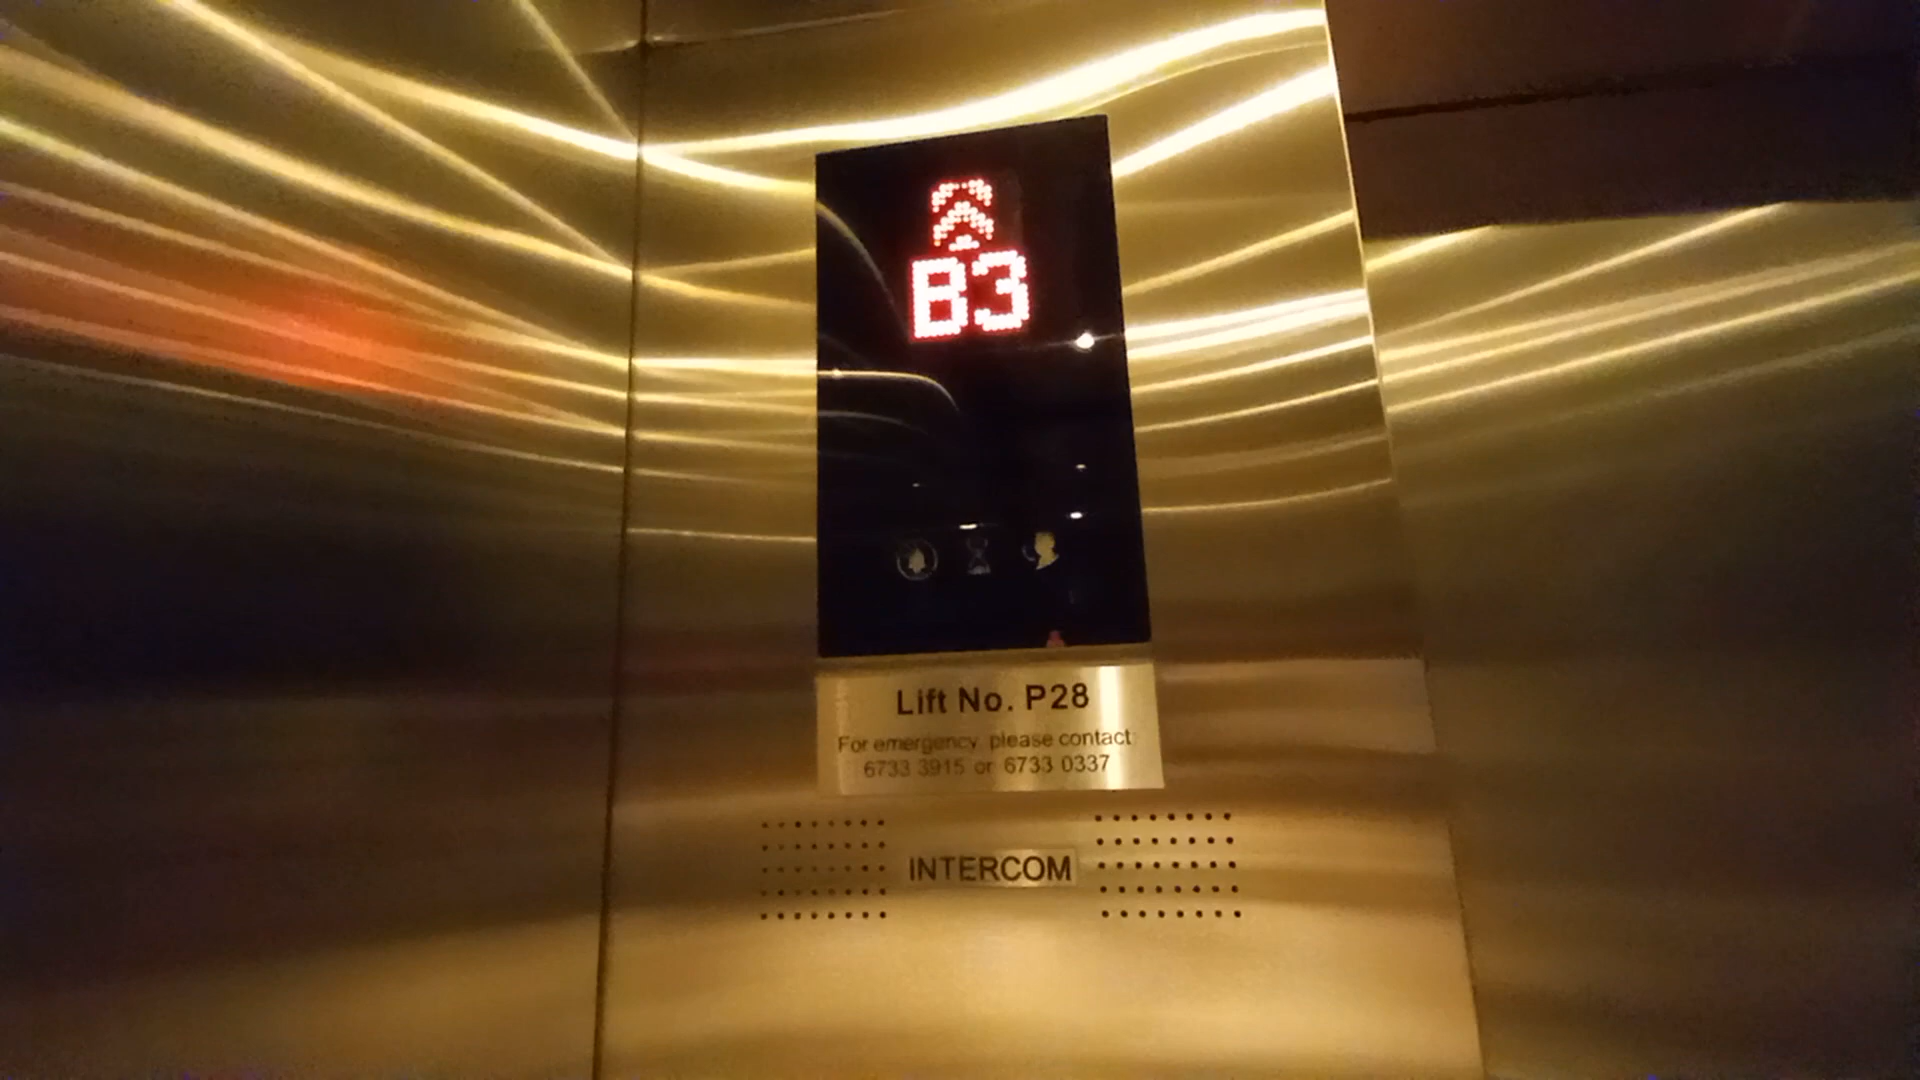 B3
Lift No. P28
For emergency, please contact
6733 3915 or 6733 0337
INTERCOM